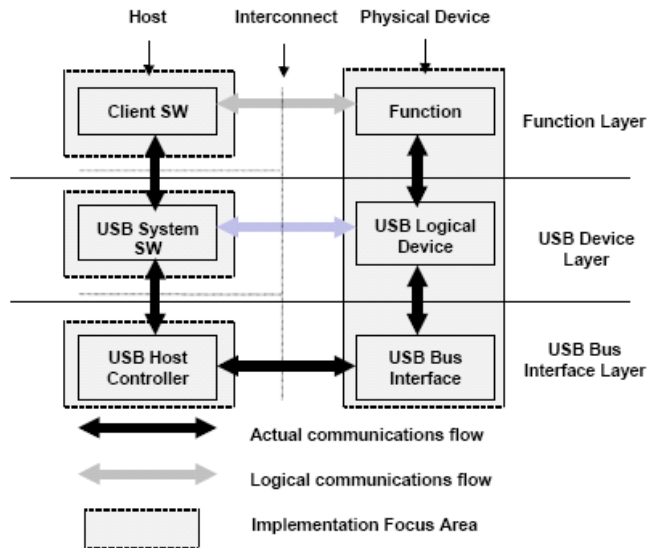 Host
Interconnect
Physical Device
Client SW
Function
Function Layer
USB System
SW
USB Logical
Device
USB Device
Layer
USB Host
Controller
USB Bus
Interface
USB Bus
Interface Layer
Actual communications flow
Logical communications flow
Implementation Focus Area